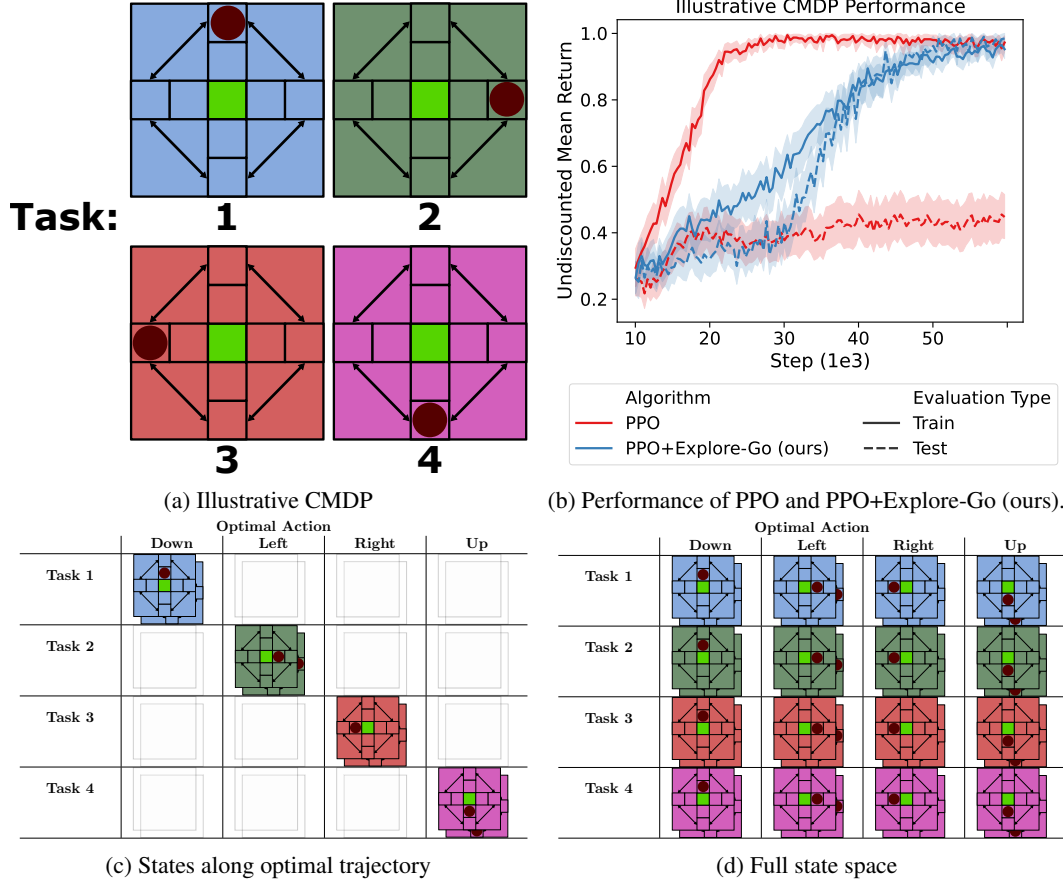 Task:
1
2
3
4
(a) Illustrative CMDP
Illustrative CMDP Performance
Undiscounted Mean Return
1.0
0.8
0.6
0.4
0.2
10
20
30
40
50
Step (1e3)
Algorithm
PPO
PPO+Explore-Go (ours)
Evaluation Type
Train
Test
(b) Performance of PPO and PPO+Explore-Go (ours).
Optimal Action
Down Left Right Up
Task 1
Task 2
Task 3
Task 4
(c) States along optimal trajectory
Optimal Action
Down Left Right Up
Task 1
Task 2
Task 3
Task 4
(d) Full state space